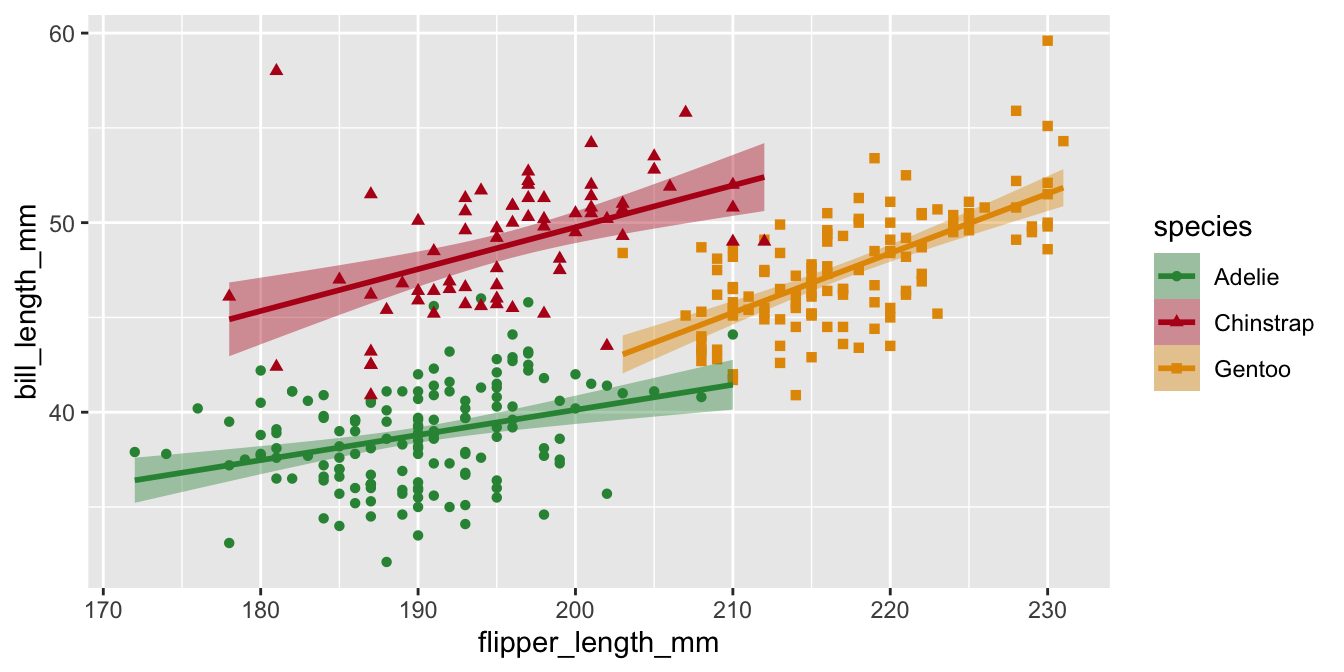 60
50
40
bill_length_mm
170 180 190 200 210 220 230
flipper_length_mm
species
Adelie
Chinstrap
Gentoo